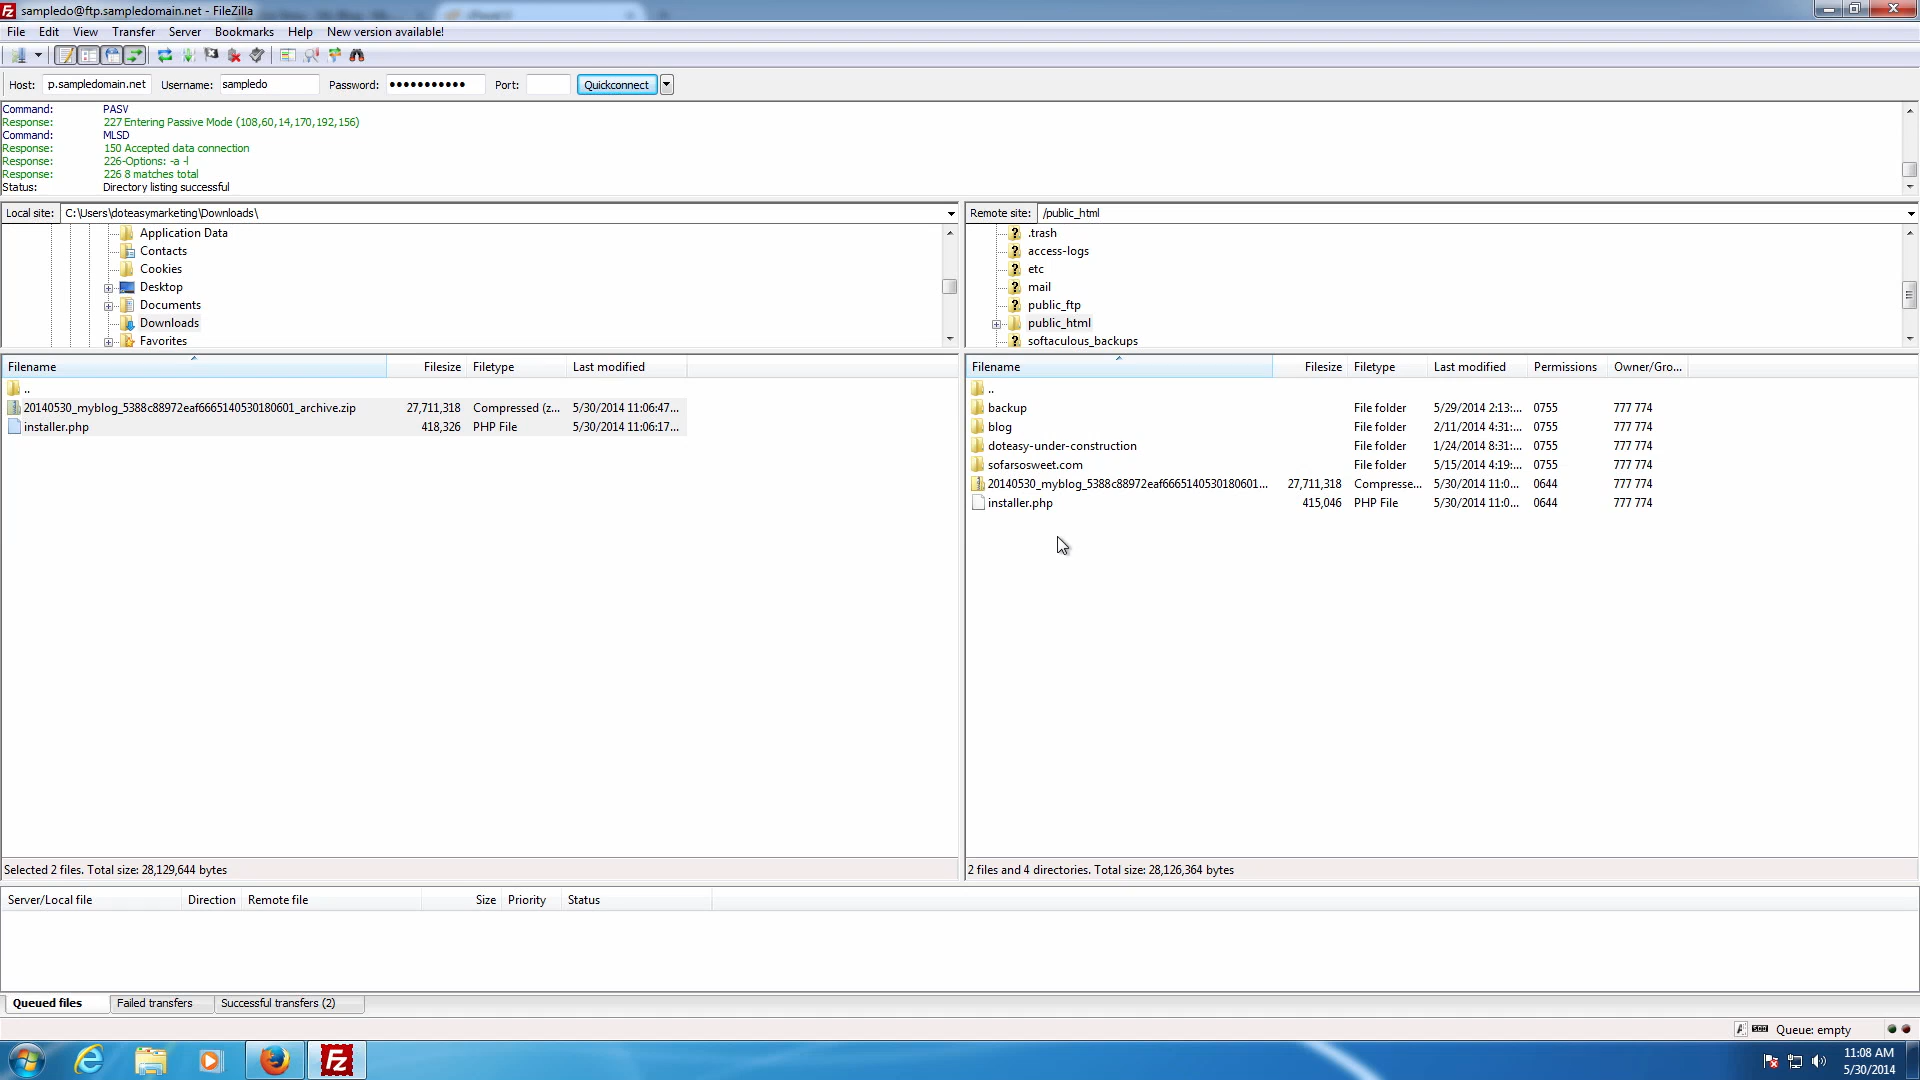 sampledo@ftp.sampledomain.net - FileZilla
File Edit View Transfer Server Bookmarks Help New version available!
Host: p.sampledomain.net Username: sampledo Password: ●●●●●●●●●●● Port: Quickconnect
Command: PASV
Response: 227 Entering Passive Mode (108,60,14,170,192,156)
Command: MLSD
Response: 150 Accepted data connection
Response: 226-Options: -a -l
Response: 226 8 matches total
Status: Directory listing successful
Local site: C:\Users\doteasymarketing\Downloads\
Application Data
Contacts
Cookies
Desktop
Documents
Downloads
Favorites
Remote site: /public_html
.trash
access-logs
etc
mail
public_ftp
public_html
softaculous_backups
Filename Filesize Filetype Last modified
..
20140530_myblog_5388c88972eaf6665140530180601_archive.zip 27,711,318 Compressed (z... 5/30/2014 11:06:47...
installer.php 418,326 PHP File 5/30/2014 11:06:17...
Selected 2 files. Total size: 28,129,644 bytes
Filename Filesize Filetype Last modified Permissions Owner/Gro...
..
backup File folder 5/29/2014 2:13:... 0755 777 774
blog File folder 2/11/2014 4:31:... 0755 777 774
doteasy-under-construction File folder 1/24/2014 8:31:... 0755 777 774
sofarsosweet.com File folder 5/15/2014 4:19:... 0755 777 774
20140530_myblog_5388c88972eaf6665140530180601... 27,711,318 Compresse... 5/30/2014 11:0... 0644 777 774
installer.php 415,046 PHP File 5/30/2014 11:0... 0644 777 774
2 files and 4 directories. Total size: 28,126,364 bytes
Server/Local file Direction Remote file Size Priority Status
Queued files Failed transfers Successful transfers (2)
Queue: empty
11:08 AM
5/30/2014